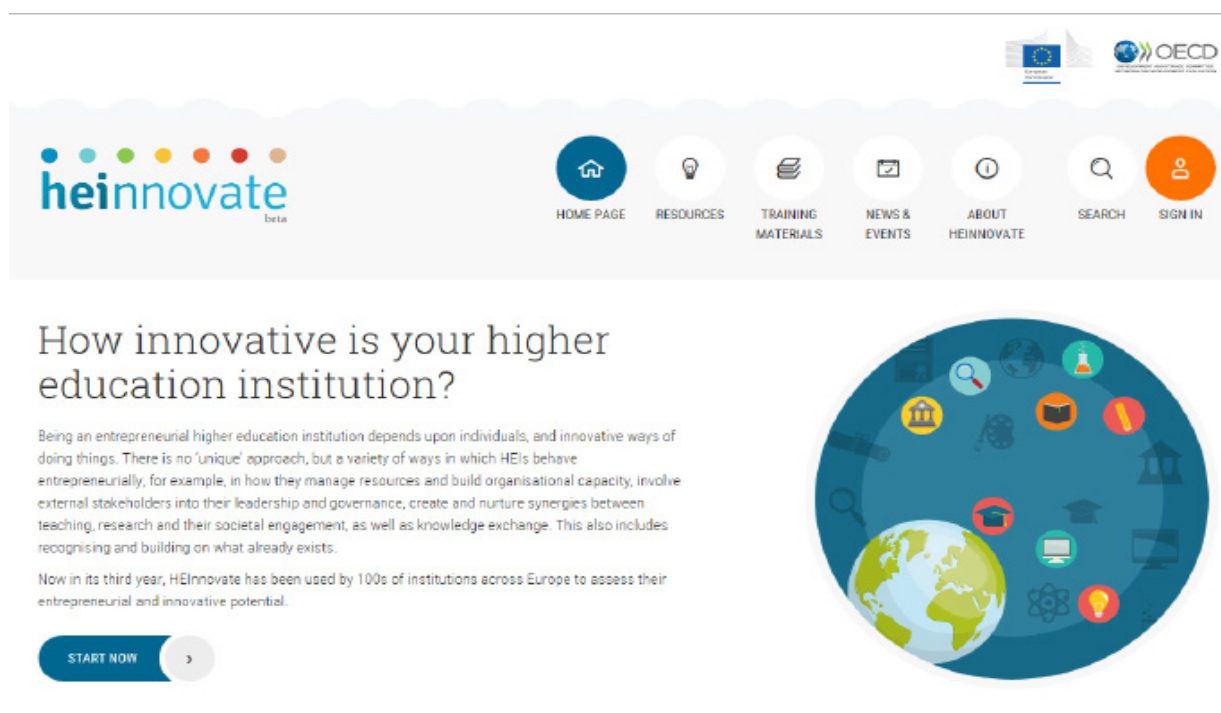 OECD
heinnovate
beta
HOME PAGE
RESOURCES
TRAINING
MATERIALS
NEWS &
EVENTS
ABOUT
HEINNOVATE
SEARCH
SIGN IN
How innovative is your higher
education institution?
Being an entrepreneurial higher education institution depends upon individuals, and innovative ways of
doing things. There is no 'unique' approach, but a variety of ways in which HEIs behave
entrepreneurially, for example, in how they manage resources and build organisational capacity, involve
external stakeholders into their leadership and governance, create and nurture synergies between
teaching, research and their societal engagement, as well as knowledge exchange. This also includes
recognising and building on what already exists.
Now in its third year, HEInnovate has been used by 100s of institutions across Europe to assess their
entrepreneurial and innovative potential.
START NOW